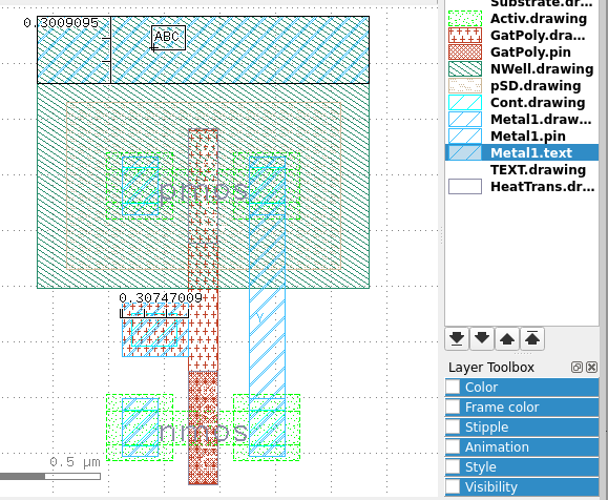 Substrate.dr...
0.3009095
ABC
Activ.drawing
GatPoly.dra...
GatPoly.pin
NWell.drawing
pSD.drawing
Cont.drawing
Metal1.draw...
Metal1.pin
Metal1.text
TEXT.drawing
HeatTrans.dr...
pmos
0.30747009
Y
nmos
0.5 µm
Layer Toolbox
Color
Frame color
Stipple
Animation
Style
Visibility